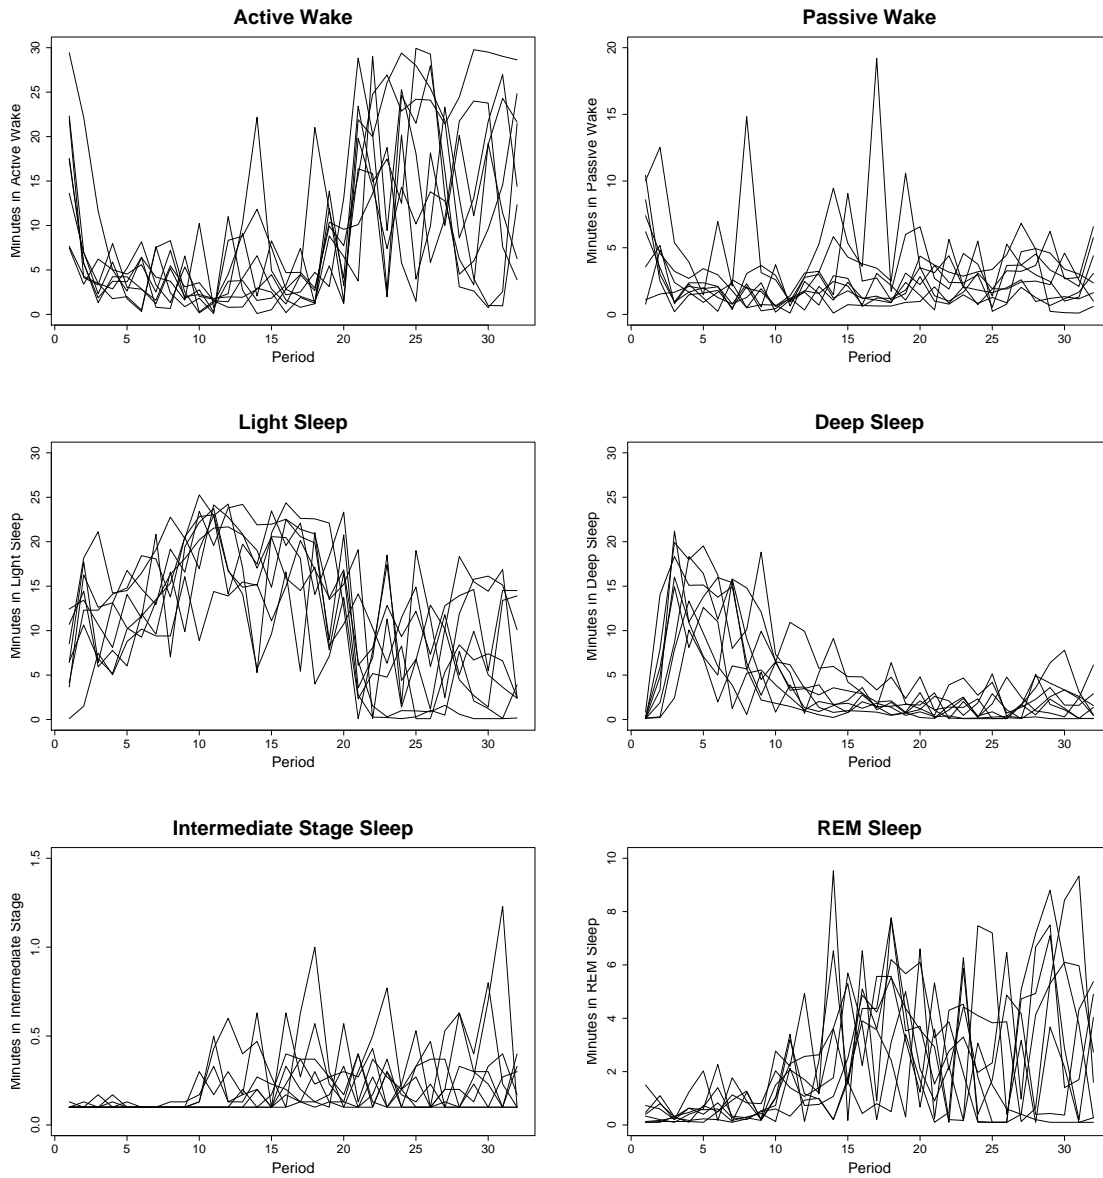 Active Wake
Minutes in Active Wake
30
25
20
15
10
5
0
0 5 10 15 20 25 30
Period
Passive Wake
Minutes in Passive Wake
20
15
10
5
0
0 5 10 15 20 25 30
Period
Light Sleep
Minutes in Light Sleep
30
25
20
15
10
5
0
0 5 10 15 20 25 30
Period
Deep Sleep
Minutes in Deep Sleep
30
25
20
15
10
5
0
0 5 10 15 20 25 30
Period
Intermediate Stage Sleep
Minutes in Intermediate Stage
1.5
1.0
0.5
0.0
0 5 10 15 20 25 30
Period
REM Sleep
Minutes in REM Sleep
10
8
6
4
2
0
0 5 10 15 20 25 30
Period